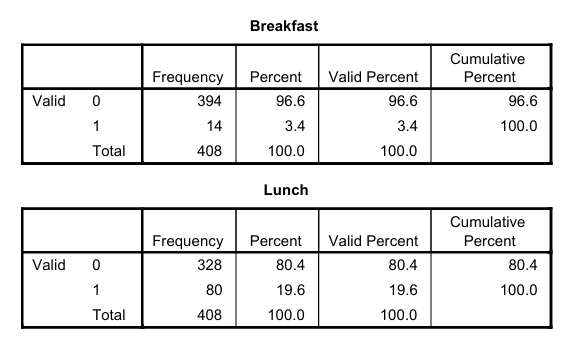 Breakfast
Cumulative
Frequency Percent Valid Percent Percent
Valid 0 394 96.6 96.6 96.6
1 14 3.4 3.4 100.0
Total 408 100.0 100.0
Lunch
Cumulative
Frequency Percent Valid Percent Percent
Valid 0 328 80.4 80.4 80.4
1 80 19.6 19.6 100.0
Total 408 100.0 100.0